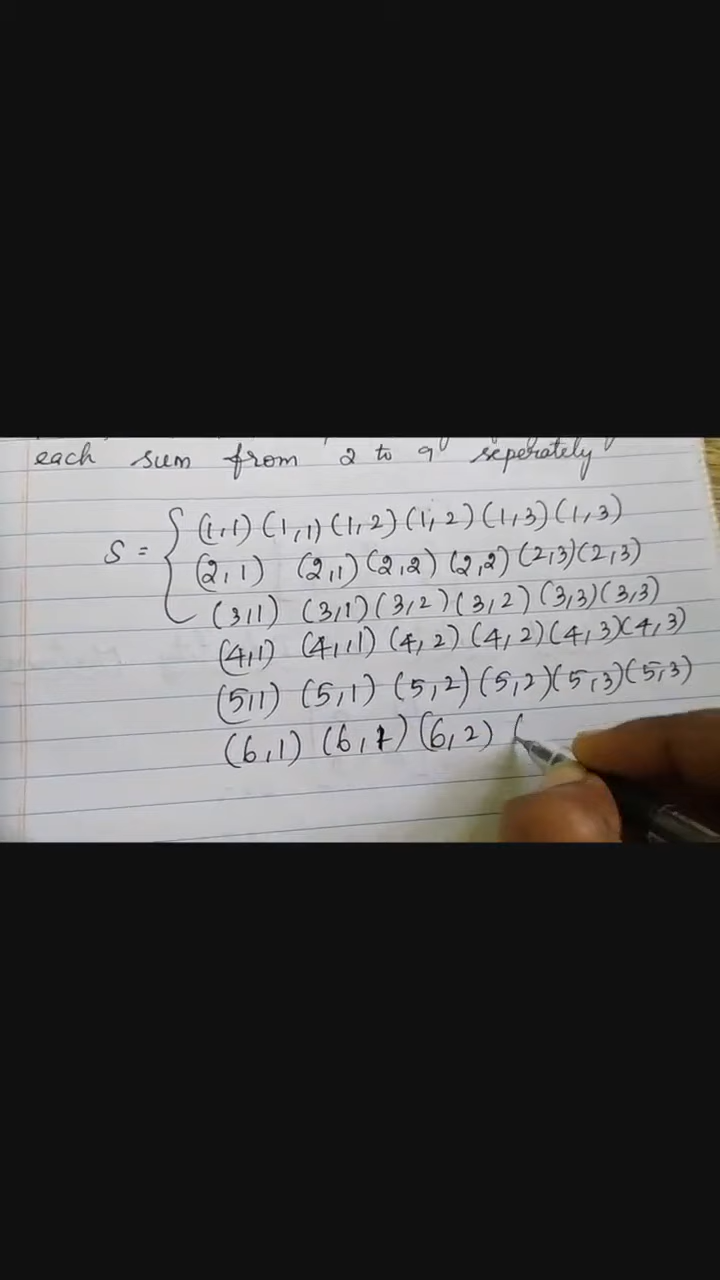 each sum from 2 to 9 seperately
S = { (1,1) (1,1) (1,2) (1,2) (1,3) (1,3)
(2,1) (2,1) (2,2) (2,2) (2,3) (2,3)
(3,1) (3,1) (3,2) (3,2) (3,3) (3,3)
(4,1) (4,1) (4,2) (4,2) (4,3) (4,3)
(5,1) (5,1) (5,2) (5,2) (5,3) (5,3)
(6,1) (6,1) (6,2) (